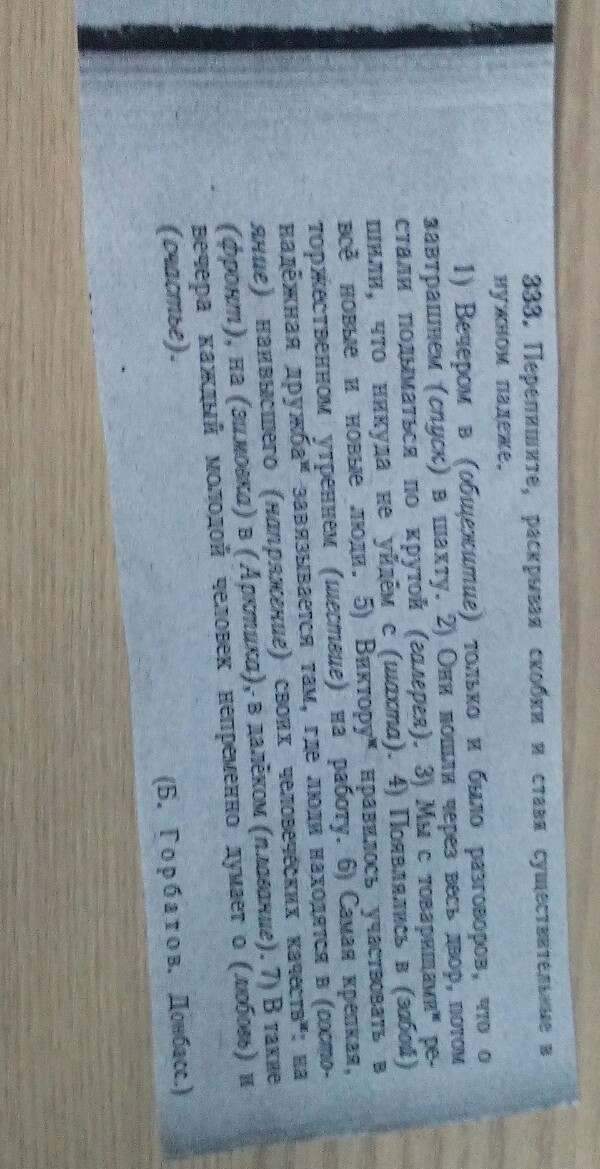 333. Перепишите, раскрывая скобки и ставя существительные в
нужном падеже.
1) Вечером в (общежитие) только и было разговоров, что о
завтрашнем (спуск) в шахту. 2) Они пошли через весь двор, потом
стали подыматься по крутой (галерея). 3) Мы с товарищами* ре-
шили, что никуда не уйдём с (шахта). 4) Появлялись в (забой)
всё новые и новые люди. 5) Виктору* нравилось участвовать в
торжественном утреннем (шествие) на работу. 6) Самая крепкая,
надёжная дружба* завязывается там, где люди находятся в (состо-
яние) наивысшего (напряжение) своих человеческих качеств*: на
(фронт), на (зимовка) в (Арктика), в далёком (плавание). 7) В такие
вечера каждый молодой человек непременно думает о (любовь) и
(счастье).
(Б. Горбатов. Донбасс.)